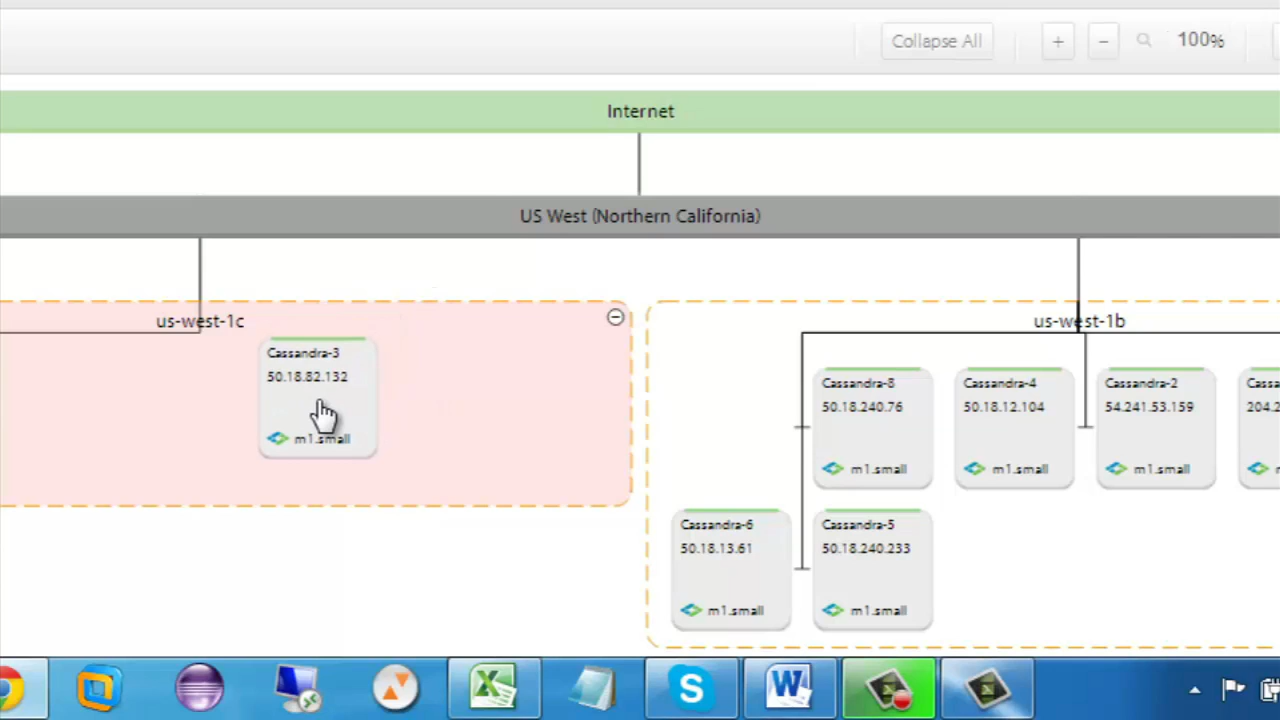 Collapse All
+
−
100%
Internet
US West (Northern California)
us-west-1c
Cassandra-3
50.18.82.132
m1.small
us-west-1b
Cassandra-8
50.18.240.76
m1.small
Cassandra-4
50.18.12.104
m1.small
Cassandra-2
54.241.53.159
m1.small
204.2
Cassandra-6
50.18.13.61
m1.small
Cassandra-5
50.18.240.233
m1.small